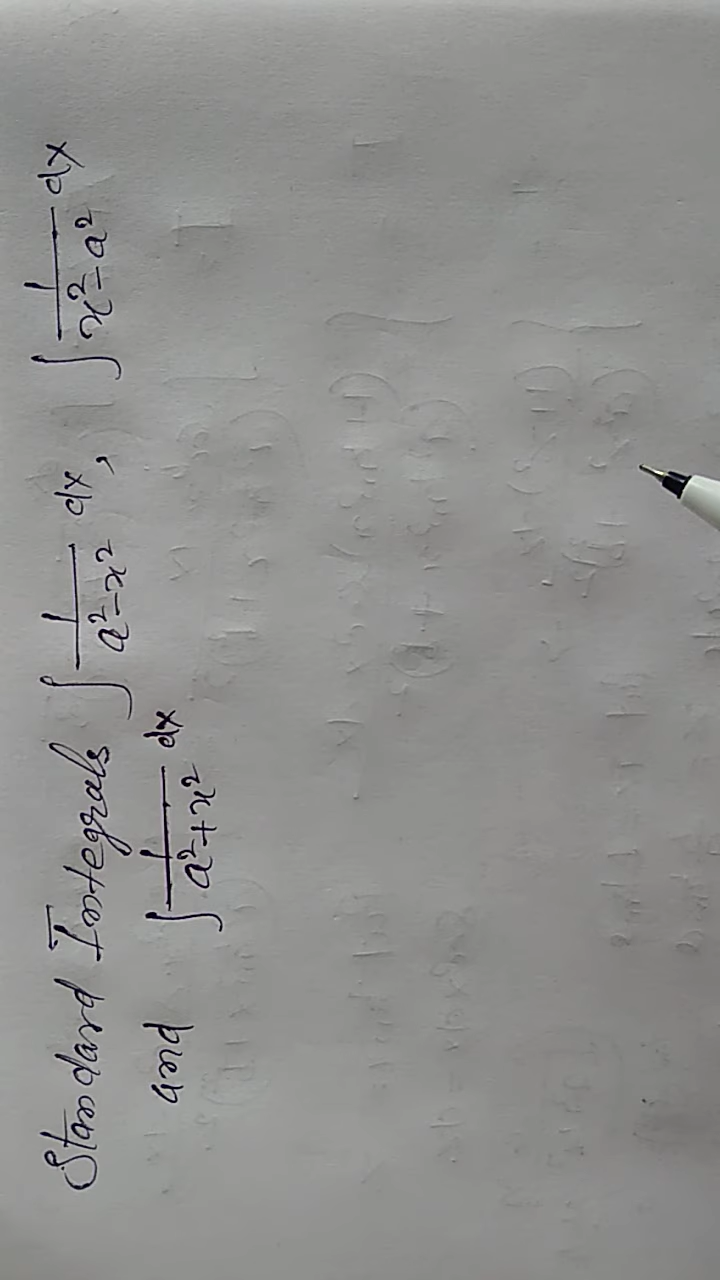 Standard Integrals ∫ 1/(a²-x²) dx, ∫ 1/(x²-a²) dx
and ∫ 1/(a²+x²) dx